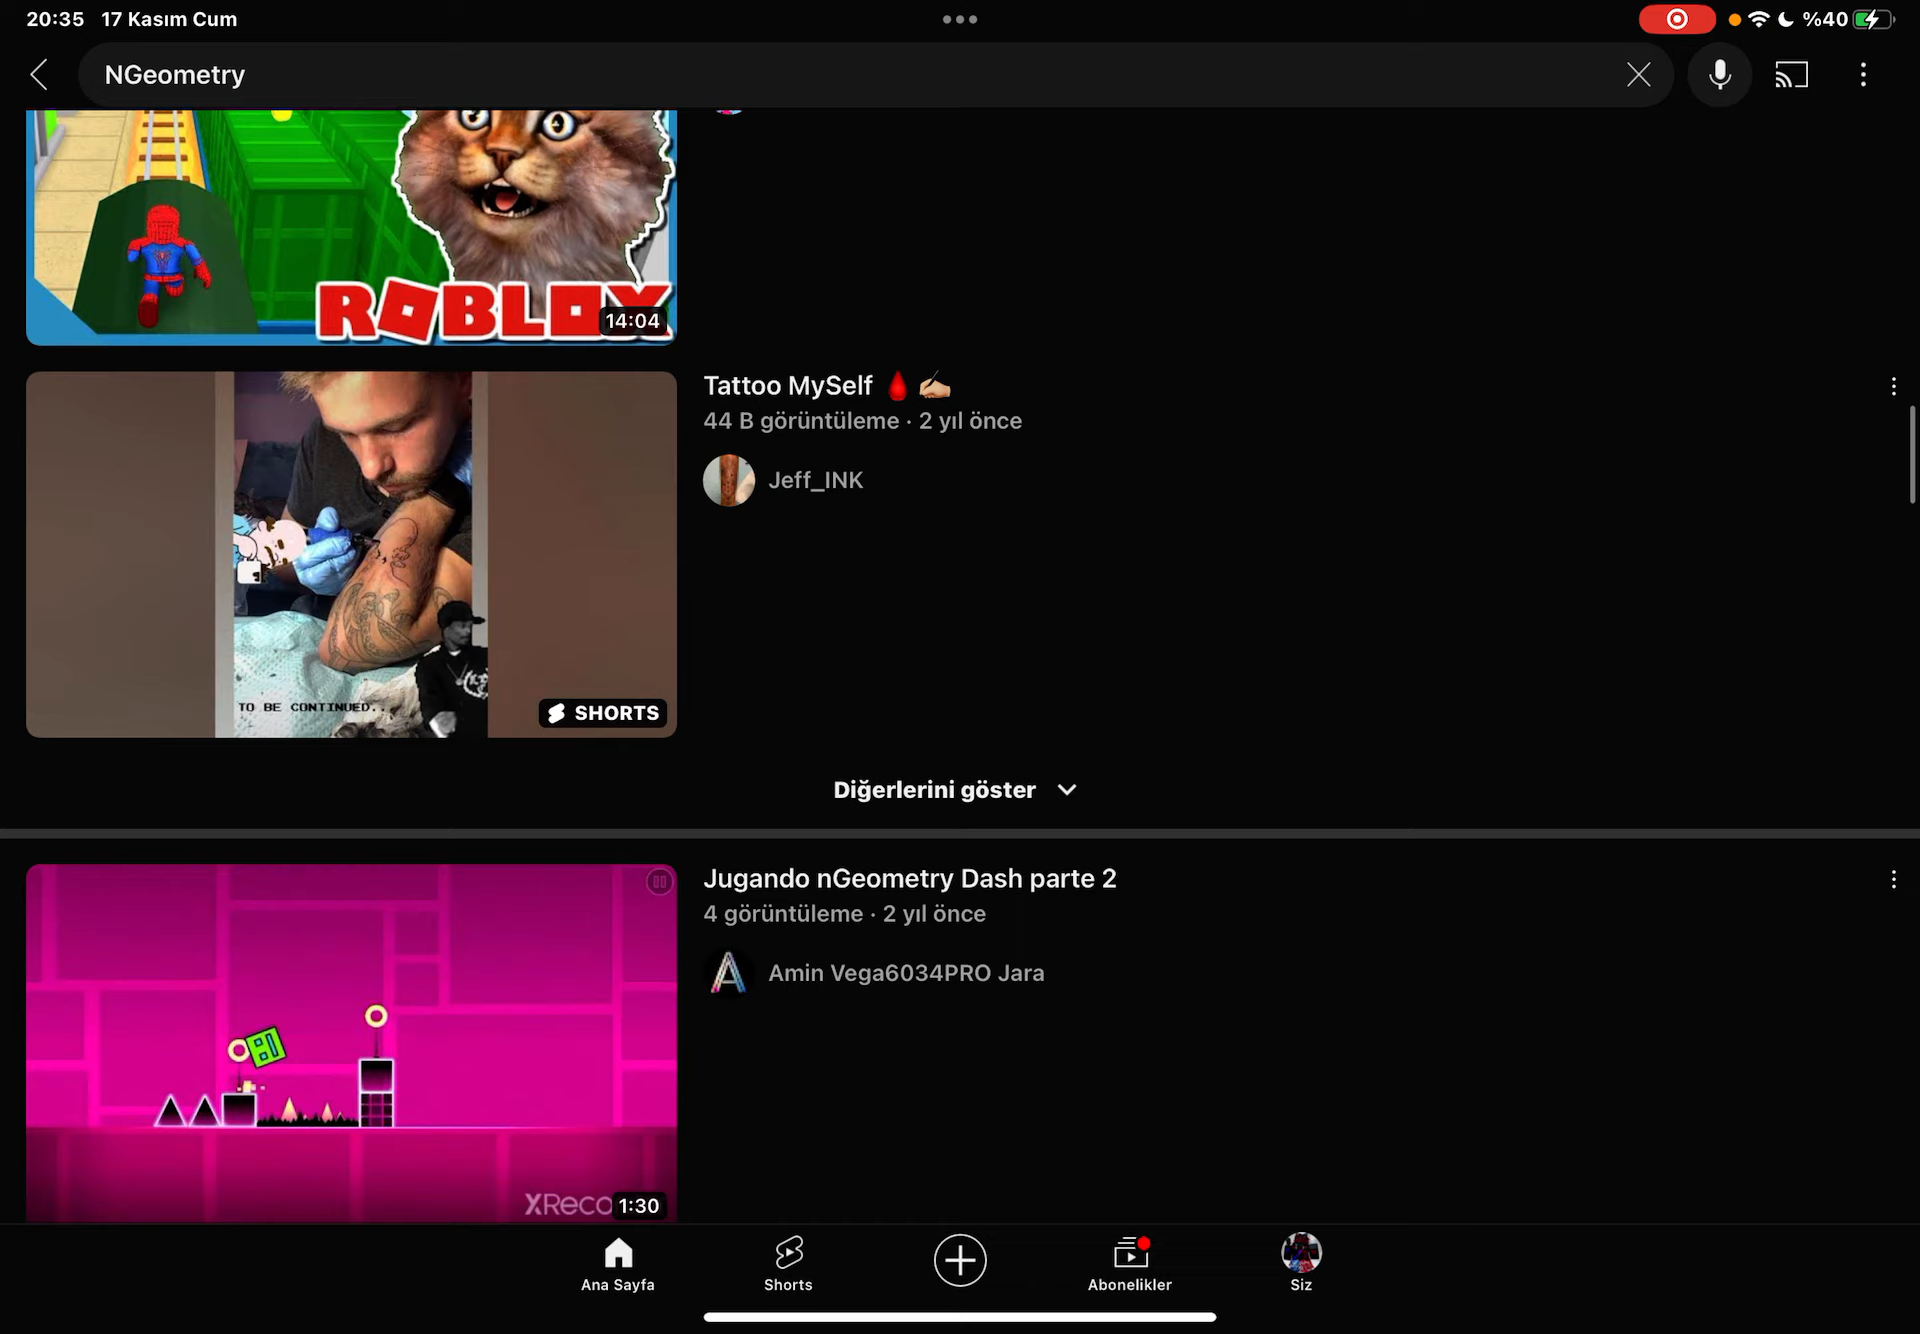 20:35 17 Kasım Cum
%40
NGeometry
ROBLOX
14:04
Tattoo MySelf
44 B görüntüleme · 2 yıl önce
Jeff_INK
TO BE CONTINUED..
SHORTS
Diğerlerini göster
Jugando nGeometry Dash parte 2
4 görüntüleme · 2 yıl önce
Amin Vega6034PRO Jara
XReco
1:30
Ana Sayfa
Shorts
Abonelikler
Siz